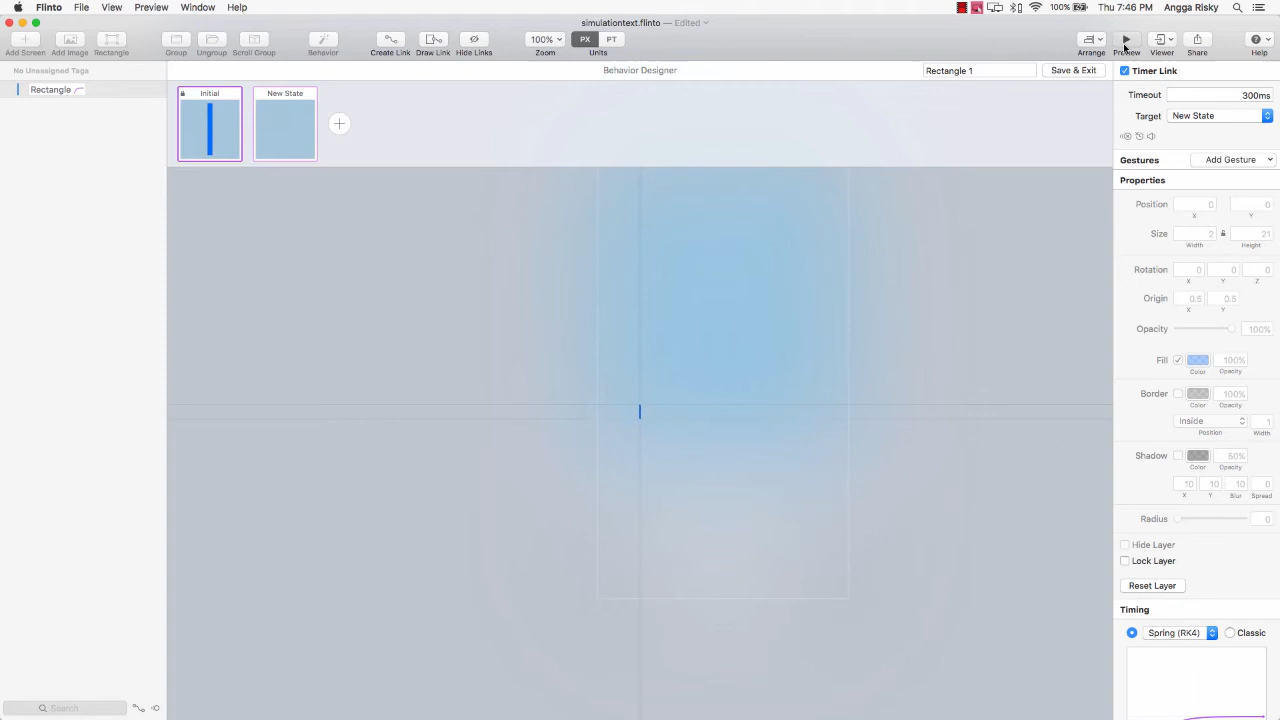 Flinto File View Preview Window Help
100% Thu 7:46 PM Angga Risky
simulationtext.flinto — Edited
100% PX PT
Add Screen Add Image Rectangle Group Ungroup Scroll Group Behavior Create Link Draw Link Hide Links Zoom Units Arrange Preview Viewer Share Help
No Unassigned Tags
Rectangle
Behavior Designer
Rectangle 1
Save & Exit
Initial
New State
Timer Link
Timeout 300ms
Target New State
Gestures Add Gesture
Properties
Position 0 0
X Y
Size 2 21
Width Height
Rotation 0 0 0
X Y Z
Origin 0.5 0.5
X Y
Opacity 100%
Fill 100%
Color Opacity
Border 100%
Color Opacity
Inside 1
Position Width
Shadow 50%
Color Opacity
10 10 10 0
X Y Blur Spread
Radius 0
Hide Layer
Lock Layer
Reset Layer
Timing
Spring (RK4) Classic
Search